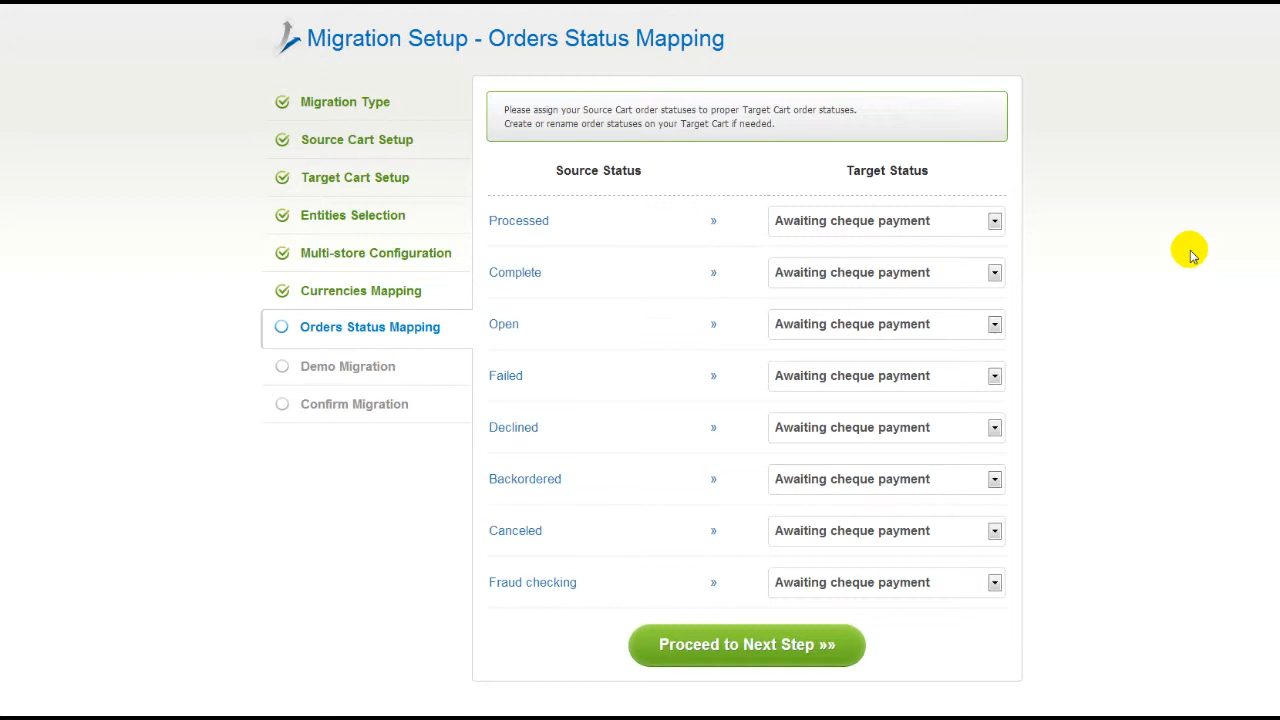 Migration Setup - Orders Status Mapping
Migration Type
Source Cart Setup
Target Cart Setup
Entities Selection
Multi-store Configuration
Currencies Mapping
Orders Status Mapping
Demo Migration
Confirm Migration
Please assign your Source Cart order statuses to proper Target Cart order statuses.
Create or rename order statuses on your Target Cart if needed.
Source Status Target Status
Processed » Awaiting cheque payment
Complete » Awaiting cheque payment
Open » Awaiting cheque payment
Failed » Awaiting cheque payment
Declined » Awaiting cheque payment
Backordered » Awaiting cheque payment
Canceled » Awaiting cheque payment
Fraud checking » Awaiting cheque payment
Proceed to Next Step »»